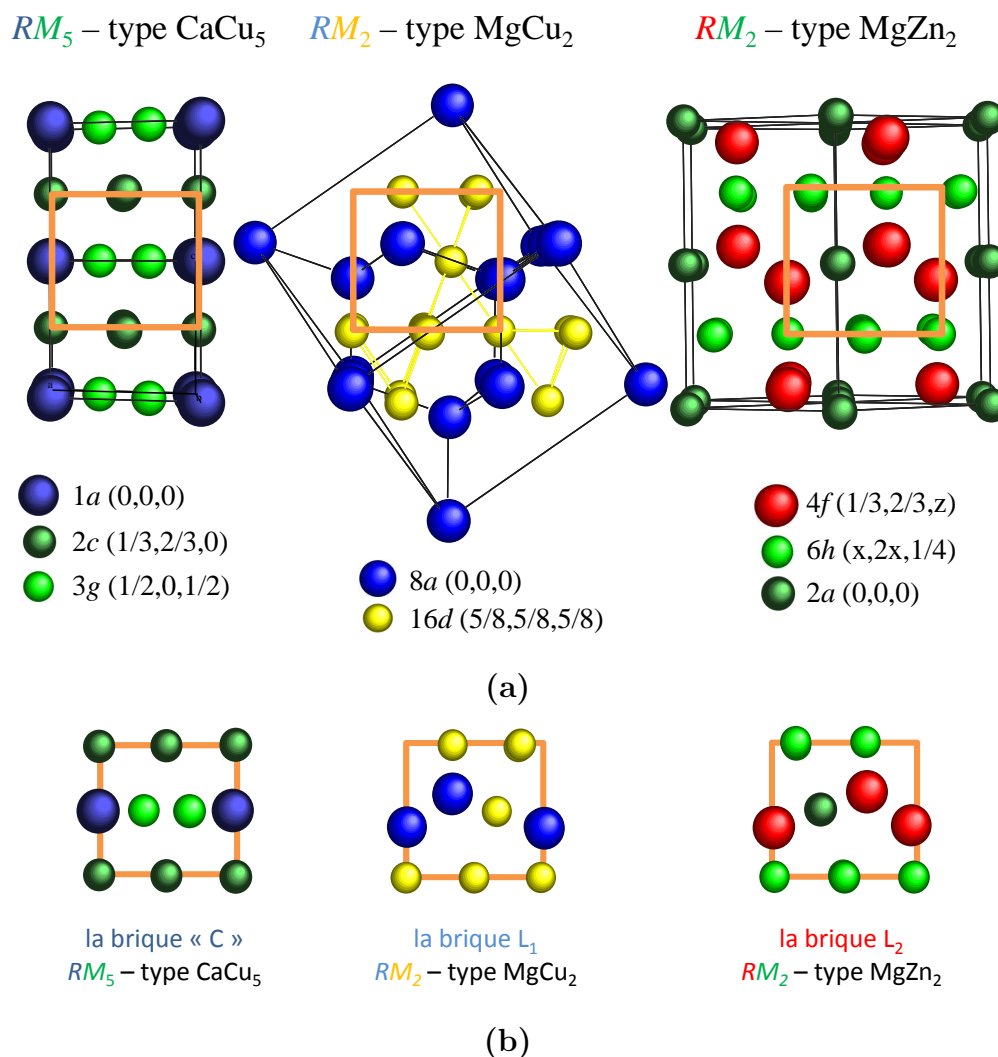 RM5 – type CaCu5
RM2 – type MgCu2
RM2 – type MgZn2
c
a
1a (0,0,0)
2c (1/3,2/3,0)
3g (1/2,0,1/2)
8a (0,0,0)
16d (5/8,5/8,5/8)
4f (1/3,2/3,z)
6h (x,2x,1/4)
2a (0,0,0)
(a)
la brique « C »
RM5 – type CaCu5
la brique L1
RM2 – type MgCu2
la brique L2
RM2 – type MgZn2
(b)